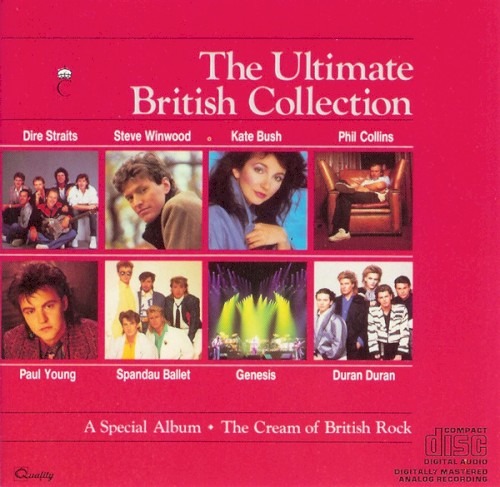 The Ultimate
British Collection
Dire Straits
Steve Winwood
Kate Bush
Phil Collins
Paul Young
Spandau Ballet
Genesis
Duran Duran
A Special Album • The Cream of British Rock
COMPACT
disc
DIGITAL AUDIO
DIGITALLY MASTERED
ANALOG RECORDING
Quality
C